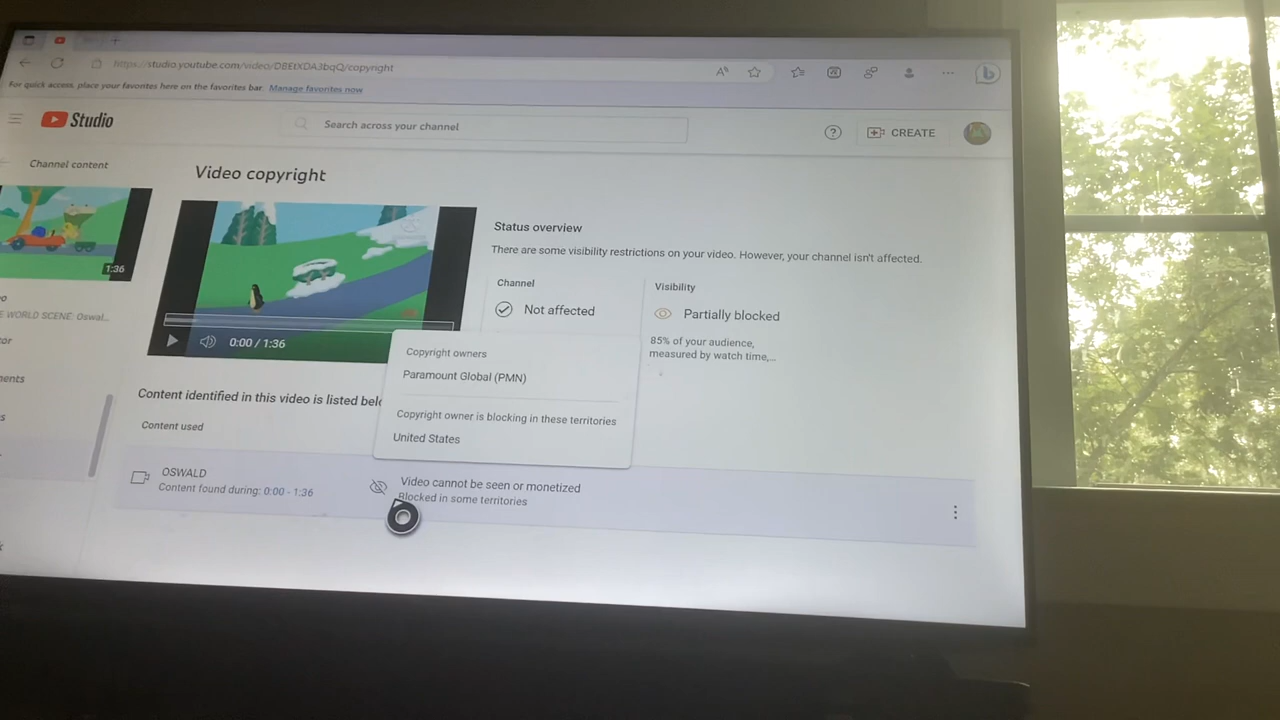 https://studio.youtube.com/video/DBEtXDA3bqQ/copyright
For quick access, place your favorites here on the favorites bar. Manage favorites now
Studio
Search across your channel
CREATE
Channel content
1:36
E WORLD SCENE: Oswal...
Video copyright
0:00 / 1:36
Status overview
There are some visibility restrictions on your video. However, your channel isn't affected.
Channel
Not affected
Visibility
Partially blocked
85% of your audience,
measured by watch time,...
Copyright owners
Paramount Global (PMN)
Copyright owner is blocking in these territories
United States
Content identified in this video is listed belo
Content used
OSWALD
Content found during: 0:00 - 1:36
Video cannot be seen or monetized
Blocked in some territories